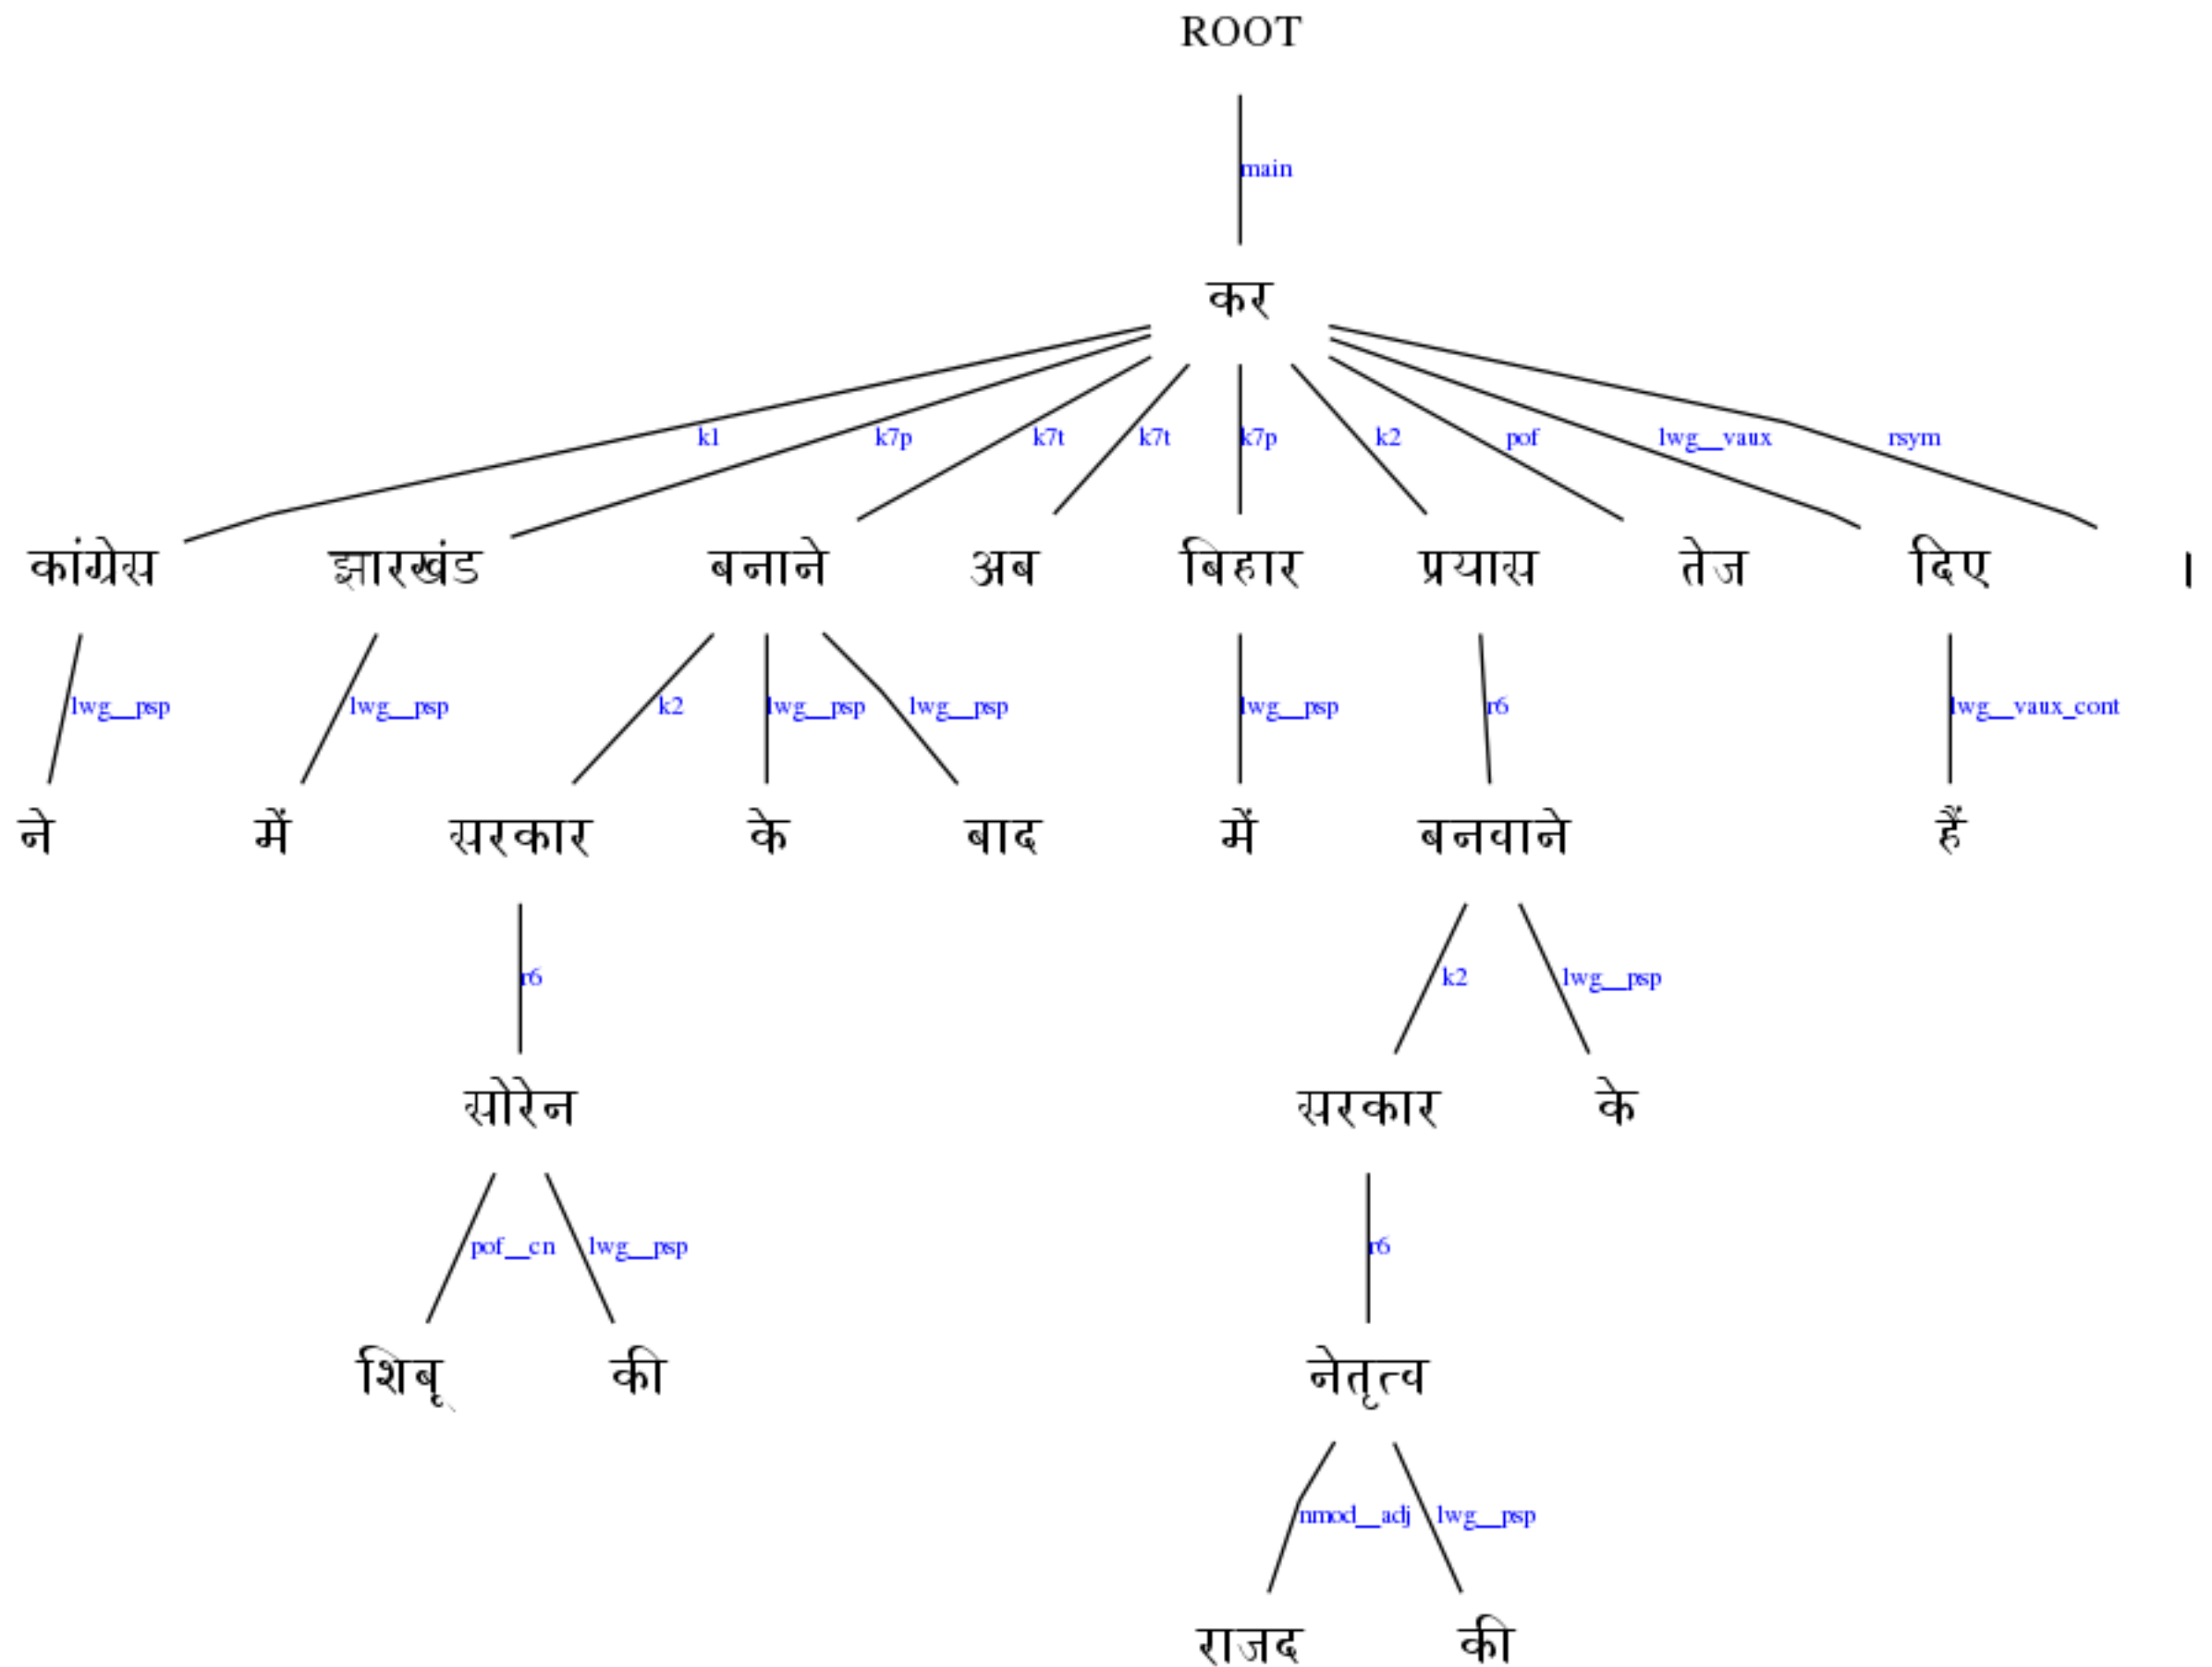 ROOT
main
कर
k1 k7p k7t k7t k7p k2 pof lwg__vaux rsym
कांग्रेस झारखंड बनाने अब बिहार प्रयास तेज दिए ।
lwg__psp lwg__psp k2 lwg__psp lwg__psp lwg__psp r6 lwg__vaux_cont
ने में सरकार के बाद में बनवाने हैं
r6 k2 lwg__psp
सोरेन सरकार के
pof__cn lwg__psp r6
शिबू की नेतृत्व
nmod__adj lwg__psp
राजद की